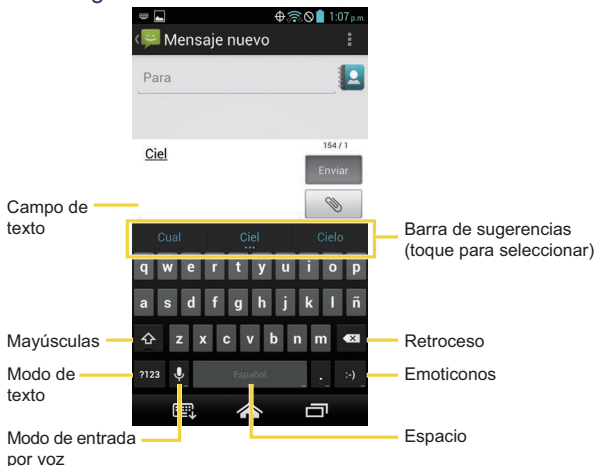 1:07 p.m.
Mensaje nuevo
Para
154 / 1
Ciel
Enviar
Campo de
texto
Cual Ciel Cielo
Barra de sugerencias
(toque para seleccionar)
q w e r t y u i o p
a s d f g h j k l ñ
Mayúsculas
z x c v b n m
Retroceso
Modo de
texto
?123
Español
. :-)
Emoticonos
Modo de entrada
por voz
Espacio